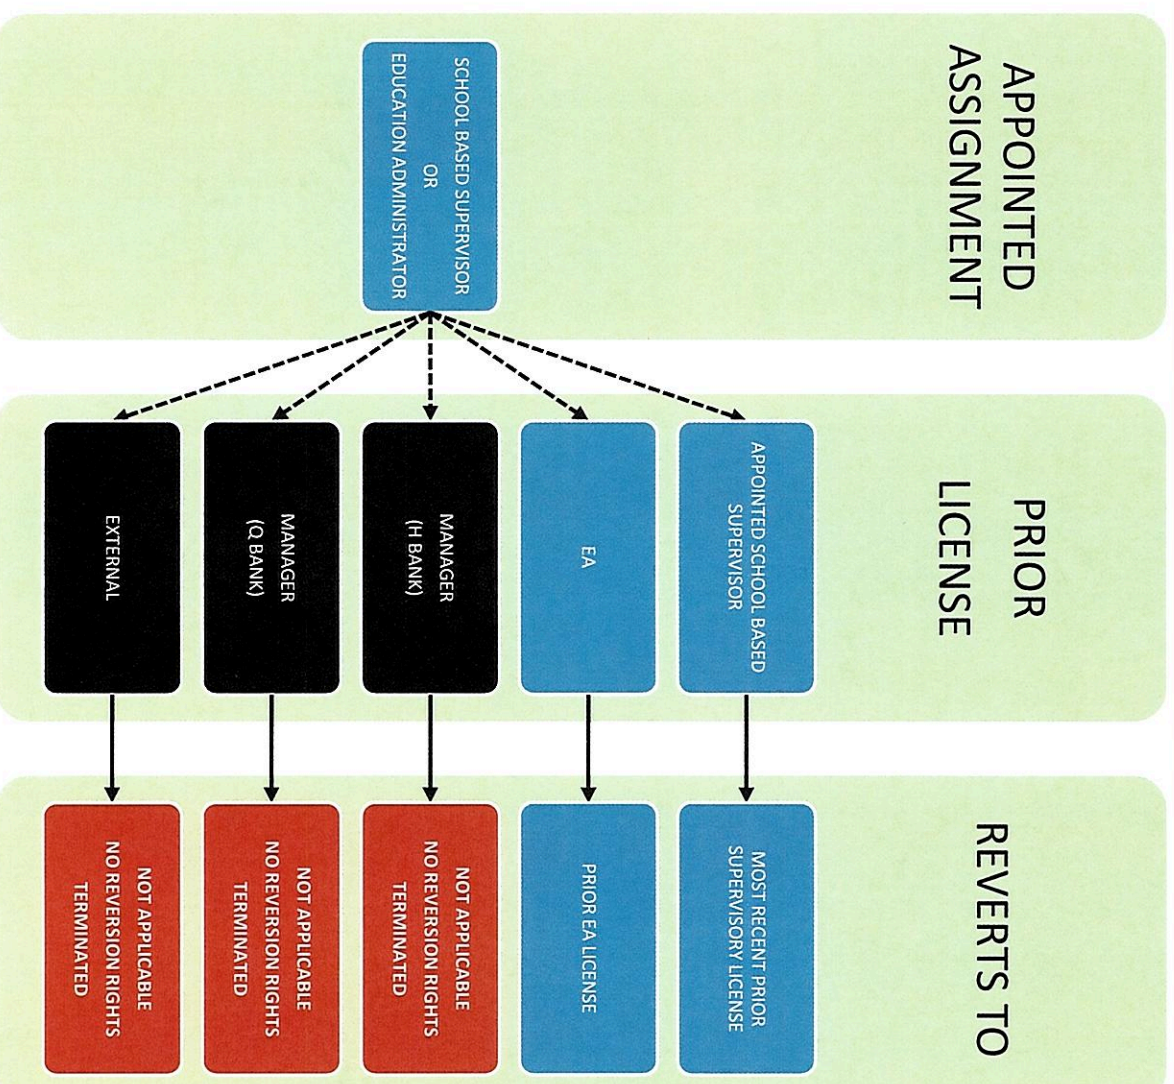 APPOINTED
ASSIGNMENT
SCHOOL BASED SUPERVISOR
OR
EDUCATION ADMINISTRATOR
PRIOR
LICENSE
APPOINTED SCHOOL BASED
SUPERVISOR
EA
MANAGER
(H BANK)
MANAGER
(Q BANK)
EXTERNAL
REVERTS TO
MOST RECENT PRIOR
SUPERVISORY LICENSE
PRIOR EA LICENSE
NOT APPLICABLE
NO REVERSION RIGHTS
TERMINATED
NOT APPLICABLE
NO REVERSION RIGHTS
TERMINATED
NOT APPLICABLE
NO REVERSION RIGHTS
TERMINATED